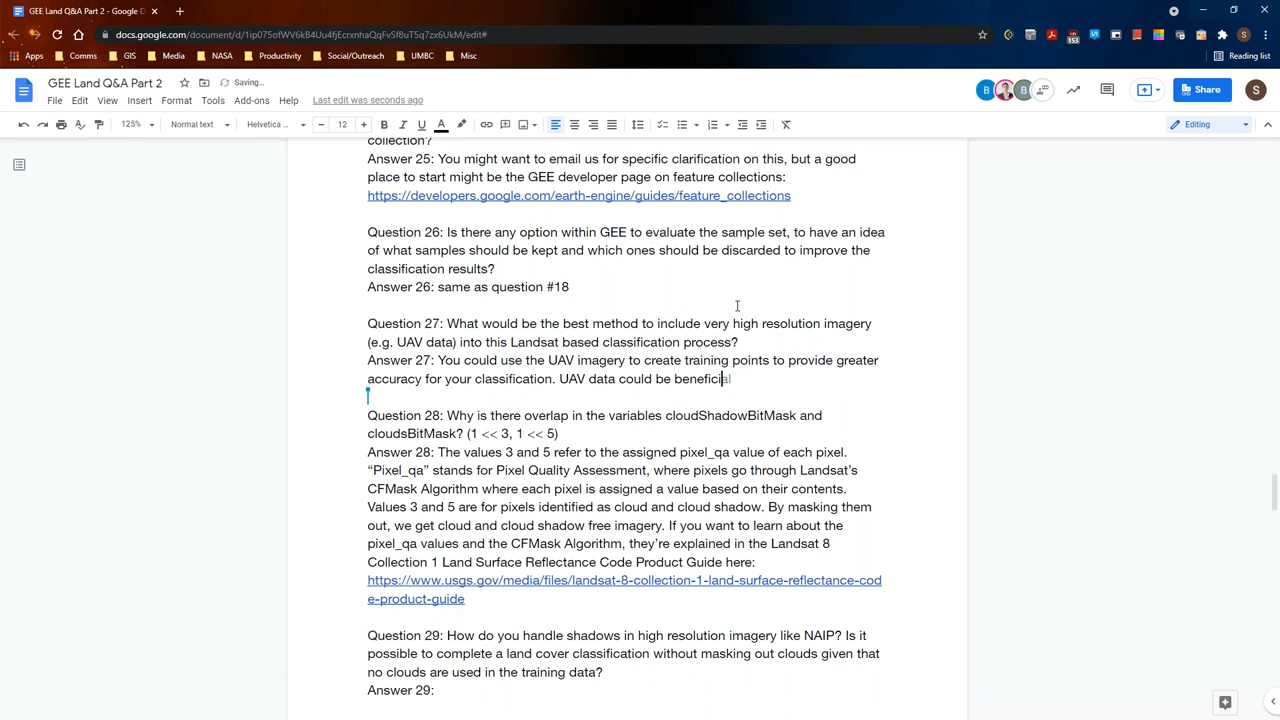 GEE Land Q&A Part 2 - Google D
docs.google.com/document/d/1ip075ofWV6kB4Uu4fjEcrxnhaQqFvSf8uT5q7zx6UkM/edit#
Apps Comms GIS Media NASA Productivity Social/Outreach UMBC Misc Reading list
GEE Land Q&A Part 2 Saving...
File Edit View Insert Format Tools Add-ons Help Last edit was seconds ago
B B Share S
125% Normal text Helvetica ... 12 B I U A Editing
collection?
Answer 25: You might want to email us for specific clarification on this, but a good
place to start might be the GEE developer page on feature collections:
https://developers.google.com/earth-engine/guides/feature_collections
Question 26: Is there any option within GEE to evaluate the sample set, to have an idea
of what samples should be kept and which ones should be discarded to improve the
classification results?
Answer 26: same as question #18
Question 27: What would be the best method to include very high resolution imagery
(e.g. UAV data) into this Landsat based classification process?
Answer 27: You could use the UAV imagery to create training points to provide greater
accuracy for your classification. UAV data could be beneficial
Question 28: Why is there overlap in the variables cloudShadowBitMask and
cloudsBitMask? (1 << 3, 1 << 5)
Answer 28: The values 3 and 5 refer to the assigned pixel_qa value of each pixel.
“Pixel_qa” stands for Pixel Quality Assessment, where pixels go through Landsat’s
CFMask Algorithm where each pixel is assigned a value based on their contents.
Values 3 and 5 are for pixels identified as cloud and cloud shadow. By masking them
out, we get cloud and cloud shadow free imagery. If you want to learn about the
pixel_qa values and the CFMask Algorithm, they’re explained in the Landsat 8
Collection 1 Land Surface Reflectance Code Product Guide here:
https://www.usgs.gov/media/files/landsat-8-collection-1-land-surface-reflectance-cod
e-product-guide
Question 29: How do you handle shadows in high resolution imagery like NAIP? Is it
possible to complete a land cover classification without masking out clouds given that
no clouds are used in the training data?
Answer 29: